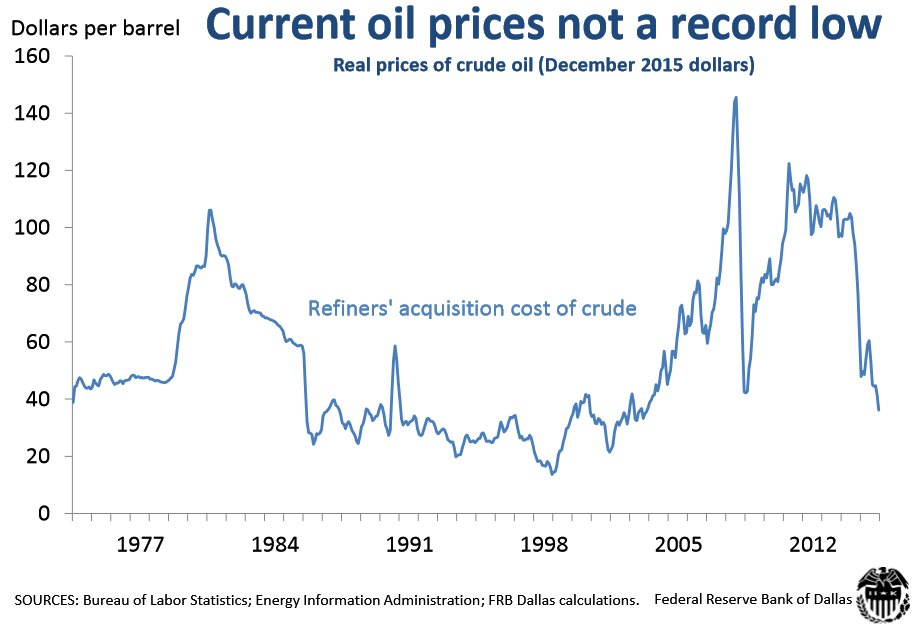 Current oil prices not a record low
Dollars per barrel
Real prices of crude oil (December 2015 dollars)
160
140
120
100
80
60
40
20
0
Refiners' acquisition cost of crude
1977 1984 1991 1998 2005 2012
SOURCES: Bureau of Labor Statistics; Energy Information Administration; FRB Dallas calculations. Federal Reserve Bank of Dallas